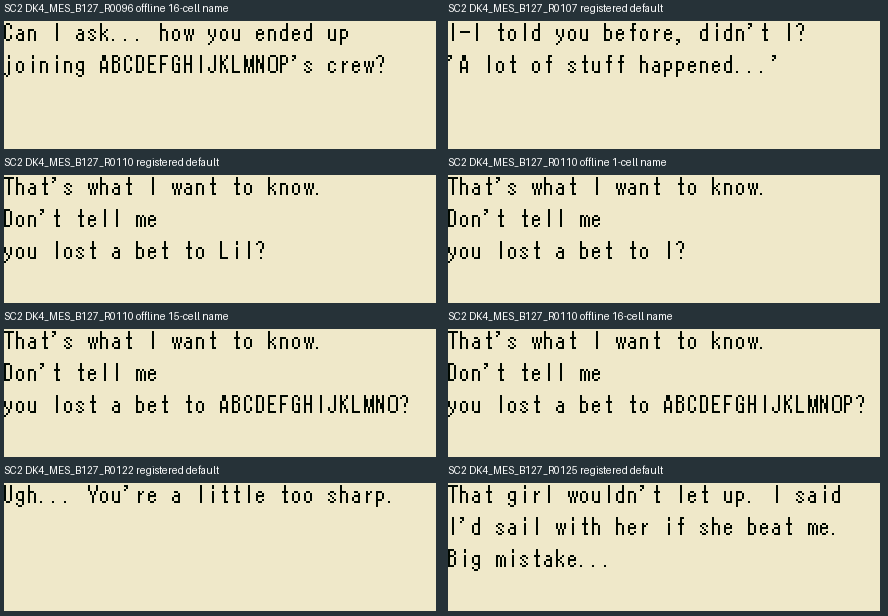 SC2 DK4_MES_B127_R0096 offline 16-cell name
Can I ask... how you ended up
joining ABCDEFGHIJKLMNOP's crew?
SC2 DK4_MES_B127_R0107 registered default
I-I told you before, didn't I?
'A lot of stuff happened...'
SC2 DK4_MES_B127_R0110 registered default
That's what I want to know.
Don't tell me
you lost a bet to Lil?
SC2 DK4_MES_B127_R0110 offline 1-cell name
That's what I want to know.
Don't tell me
you lost a bet to I?
SC2 DK4_MES_B127_R0110 offline 15-cell name
That's what I want to know.
Don't tell me
you lost a bet to ABCDEFGHIJKLMNO?
SC2 DK4_MES_B127_R0110 offline 16-cell name
That's what I want to know.
Don't tell me
you lost a bet to ABCDEFGHIJKLMNOP?
SC2 DK4_MES_B127_R0122 registered default
Ugh... You're a little too sharp.
SC2 DK4_MES_B127_R0125 registered default
That girl wouldn't let up. I said
I'd sail with her if she beat me.
Big mistake...